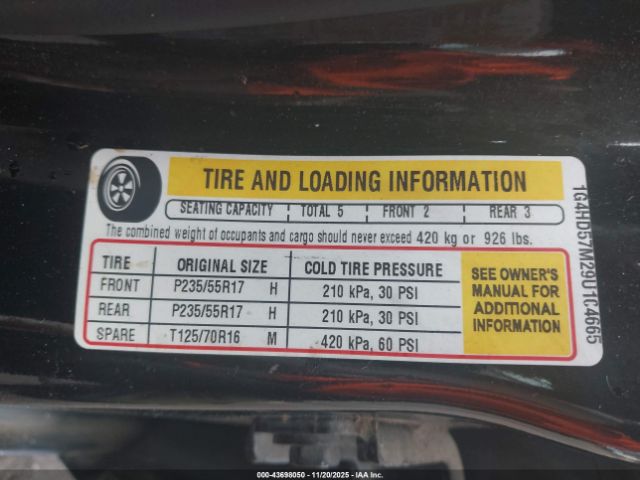 TIRE AND LOADING INFORMATION
SEATING CAPACITY TOTAL 5 FRONT 2 REAR 3
The combined weight of occupants and cargo should never exceed 420 kg or 926 lbs.
TIRE ORIGINAL SIZE COLD TIRE PRESSURE
FRONT P235/55R17 H 210 kPa, 30 PSI
REAR P235/55R17 H 210 kPa, 30 PSI
SPARE T125/70R16 M 420 kPa, 60 PSI
SEE OWNER'S
MANUAL FOR
ADDITIONAL
INFORMATION
1G4HD57M29U1C4665
000-43698050 - 11/20/2025 - IAA Inc.